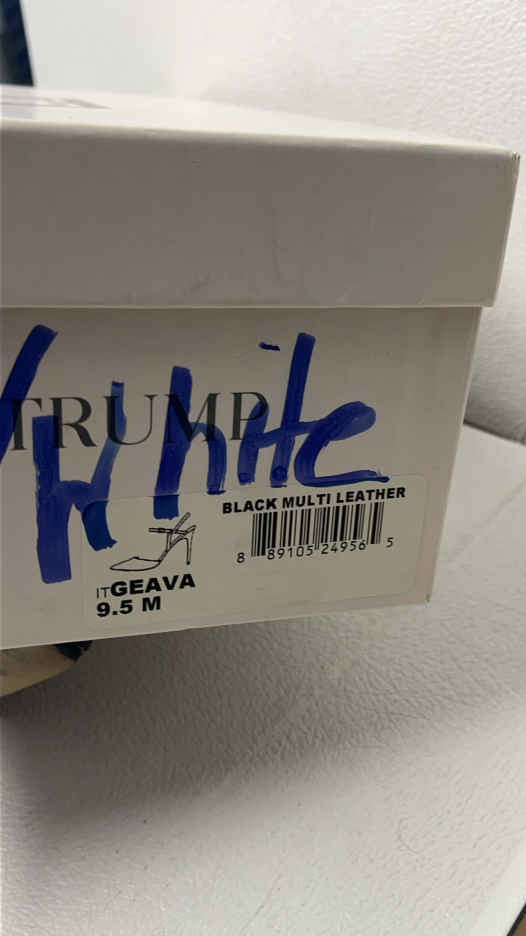 TRUMP
White
BLACK MULTI LEATHER
8 89105 24956 5
ITGEAVA
9.5 M